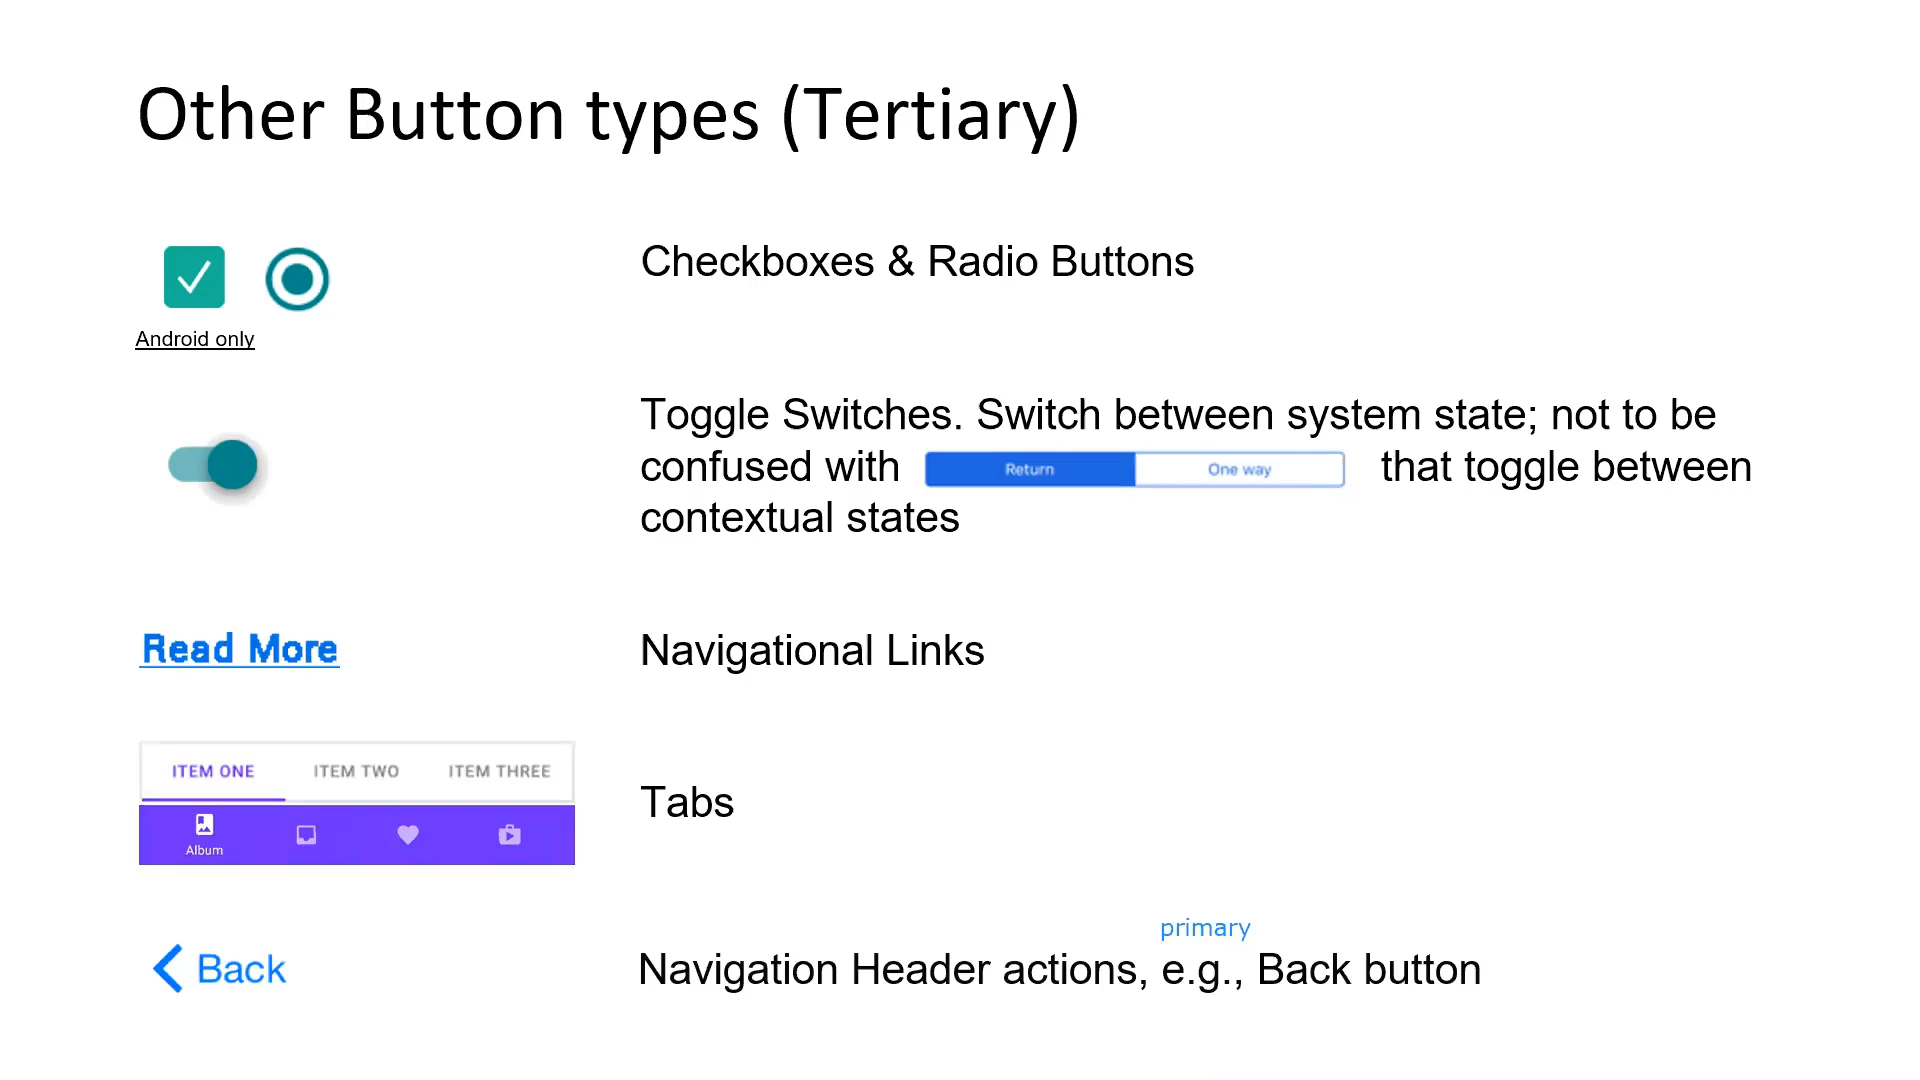 Other Button types (Tertiary)
Checkboxes & Radio Buttons
Android only
Toggle Switches. Switch between system state; not to be
confused with Return One way that toggle between
contextual states
Read More
Navigational Links
ITEM ONE ITEM TWO ITEM THREE
Album
Tabs
primary
Back
Navigation Header actions, e.g., Back button